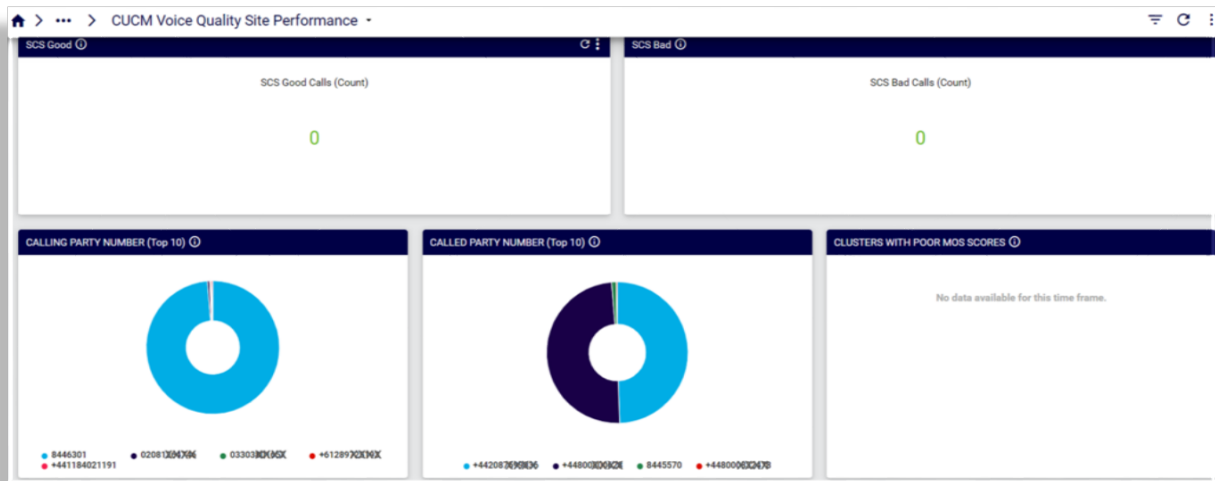 CUCM Voice Quality Site Performance
SCS Good
SCS Bad
SCS Good Calls (Count)
SCS Bad Calls (Count)
0
0
CALLING PARTY NUMBER (Top 10)
CALLED PARTY NUMBER (Top 10)
CLUSTERS WITH POOR MOS SCORES
No data available for this time frame.
8446301
+441184021191
8445570